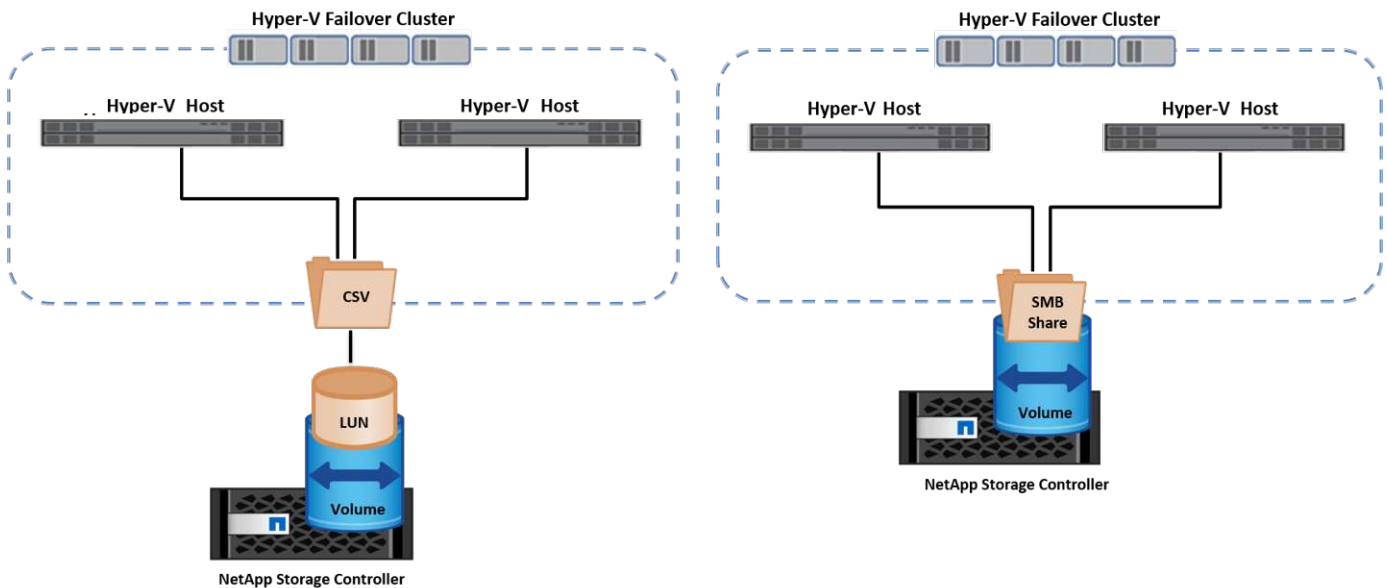 Hyper-V Failover Cluster
Hyper-V Host
Hyper-V Host
CSV
LUN
Volume
NetApp Storage Controller
Hyper-V Failover Cluster
Hyper-V Host
Hyper-V Host
SMB
Share
Volume
NetApp Storage Controller